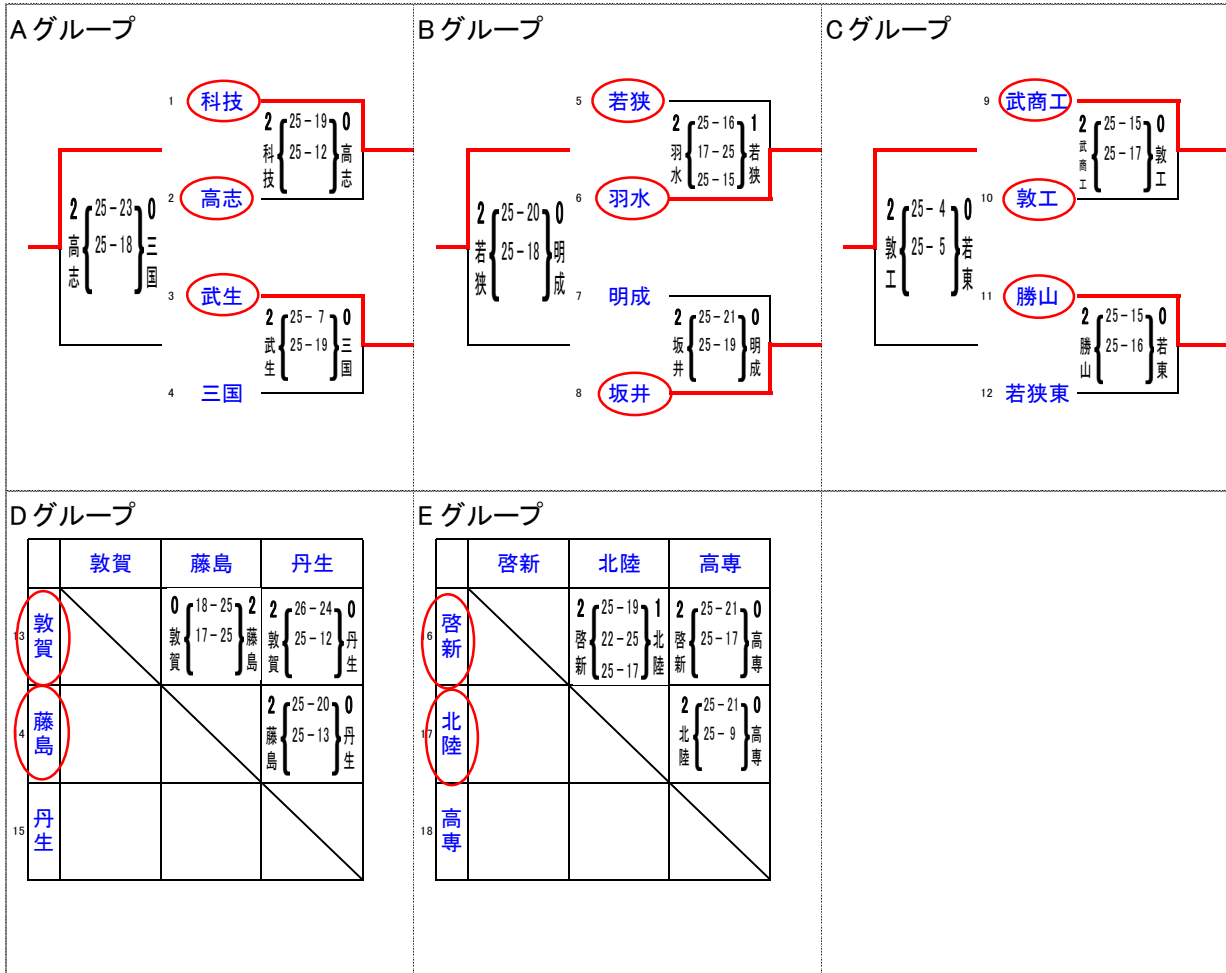 Aグループ
1 科技
2 科技 25-19 高志 0
25-12
2 高志
2 高志 25-23 三国 0
25-18
3 武生
2 武生 25-7 三国 0
25-19
4 三国
Bグループ
5 若狭
2 羽水 25-16 若狭 1
17-25
25-15
6 羽水
2 若狭 25-20 明成 0
25-18
7 明成
2 坂井 25-21 明成 0
25-19
8 坂井
Cグループ
9 武商工
2 武商工 25-15 敦工 0
25-17
10 敦工
2 敦工 25-4 若東 0
25-5
11 勝山
2 勝山 25-15 若東 0
25-16
12 若狭東
Dグループ
敦賀 藤島 丹生
13 敦賀
0 敦賀 18-25 藤島 2
17-25
2 敦賀 26-24 丹生 0
25-12
4 藤島
2 藤島 25-20 丹生 0
25-13
15 丹生
Eグループ
啓新 北陸 高専
16 啓新
2 啓新 25-19 北陸 1
22-25
25-17
2 啓新 25-21 高専 0
25-17
17 北陸
2 北陸 25-21 高専 0
25-9
18 高専